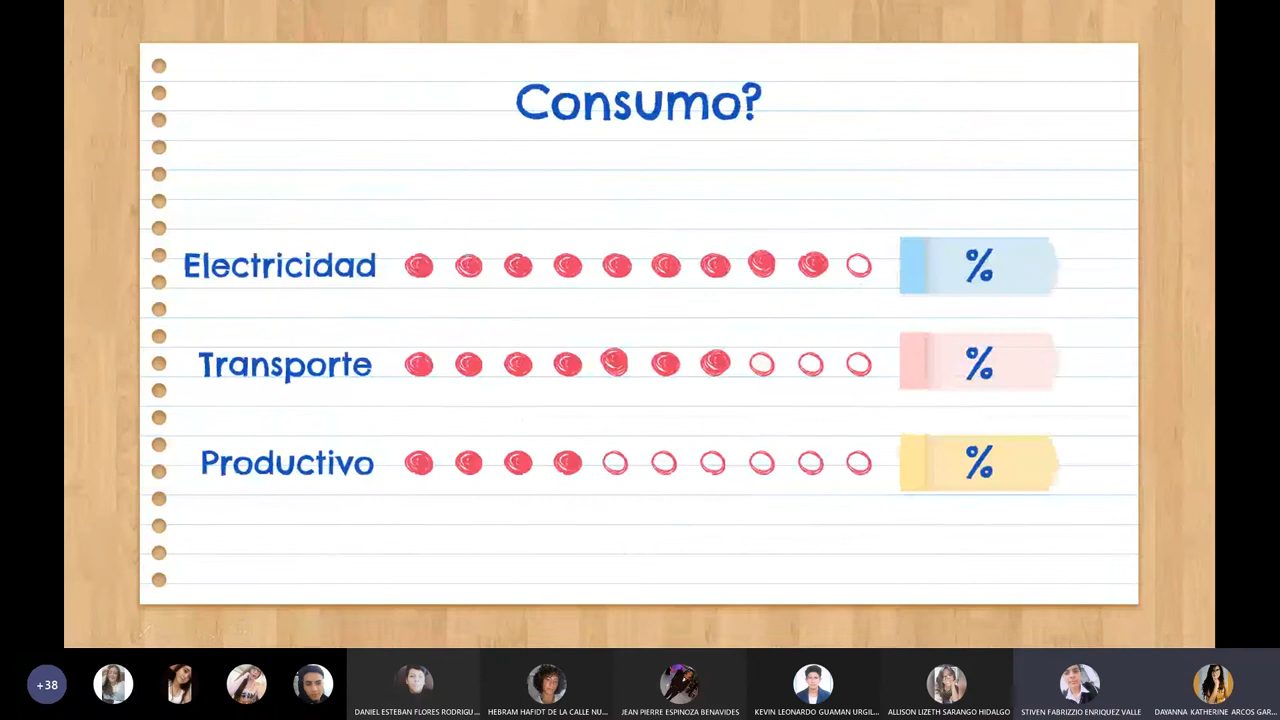 Consumo?
Electricidad
%
Transporte
%
Productivo
%
+38
DANIEL ESTEBAN FLORES RODRIGU...
HEBRAM HAFIDT DE LA CALLE NU...
JEAN PIERRE ESPINOZA BENAVIDES
KEVIN LEONARDO GUAMAN URGIL...
ALLISON LIZETH SARANGO HIDALGO
STIVEN FABRIZZIO ENRIQUEZ VALLE
DAYANNA KATHERINE ARCOS GAR...